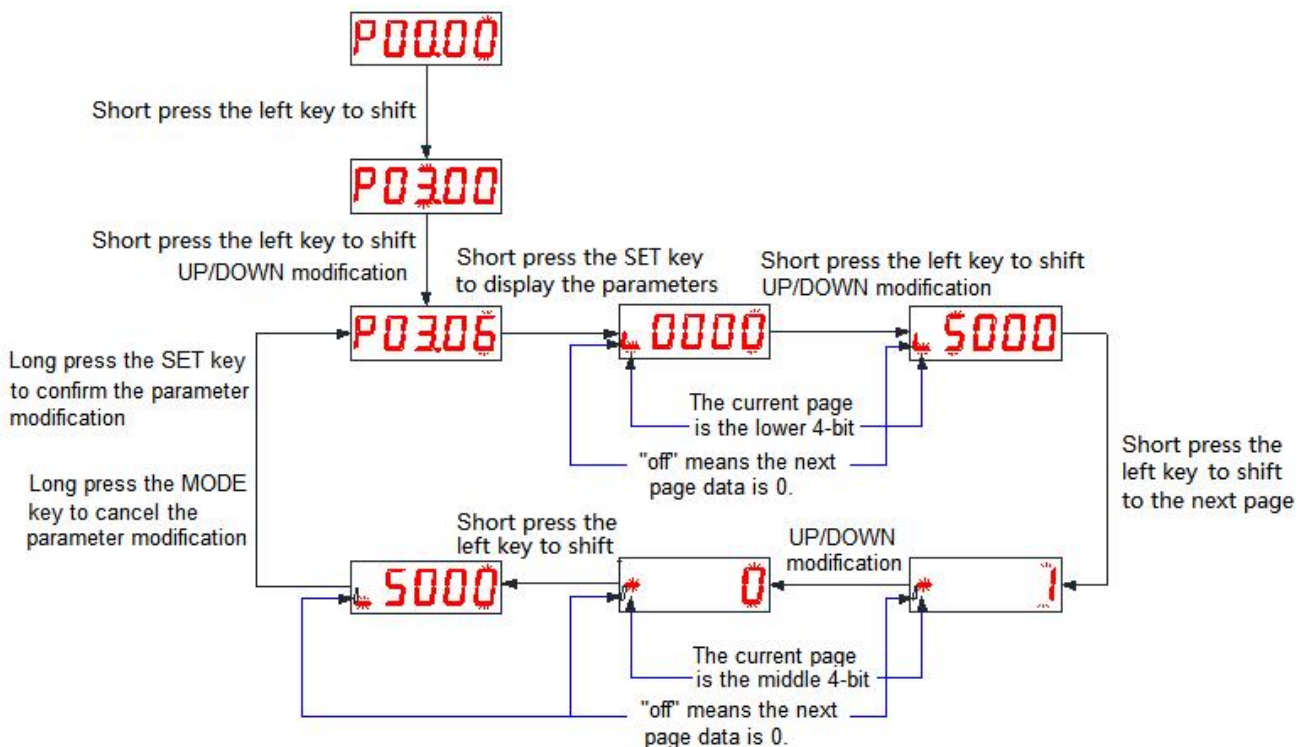 P00.00
Short press the left key to shift
P03.00
Short press the left key to shift
UP/DOWN modification
Short press the SET key
to display the parameters
Short press the left key to shift
UP/DOWN modification
P03.06
0000
5000
Long press the SET key
to confirm the parameter
modification
The current page
is the lower 4-bit
"off" means the next
page data is 0.
Short press the
left key to shift
to the next page
Long press the MODE
key to cancel the
parameter modification
Short press the
left key to shift
UP/DOWN
modification
5000
0
1
The current page
is the middle 4-bit
"off" means the next
page data is 0.